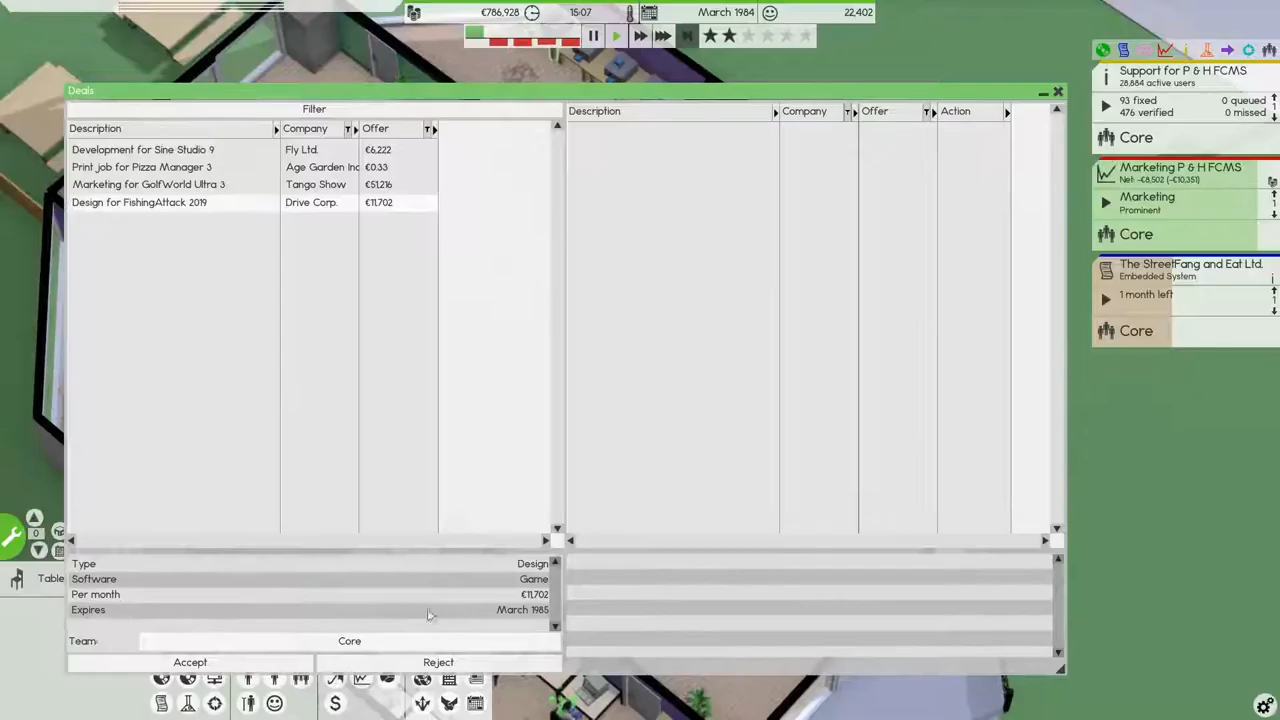 €786,928 15:07 March 1984 22,402
Deals
Filter
Description Company Offer
Development for Sine Studio 9 Fly Ltd. €6,222
Print job for Pizza Manager 3 Age Garden Inc €0.33
Marketing for GolfWorld Ultra 3 Tango Show €51,216
Design for FishingAttack 2019 Drive Corp. €11,702
Type Design
Software Game
Per month €11,702
Expires March 1985
Team: Core
Accept Reject
Description Company Offer Action
Support for P & H FCMS
28,884 active users
93 fixed 0 queued
476 verified 0 missed
1
Core
Marketing P & H FCMS
Net: -€8,502 (-€10,351)
Marketing
Prominent
1
Core
The StreetFang and Eat Ltd.
Embedded System
1 month left
1
Core
0
Table